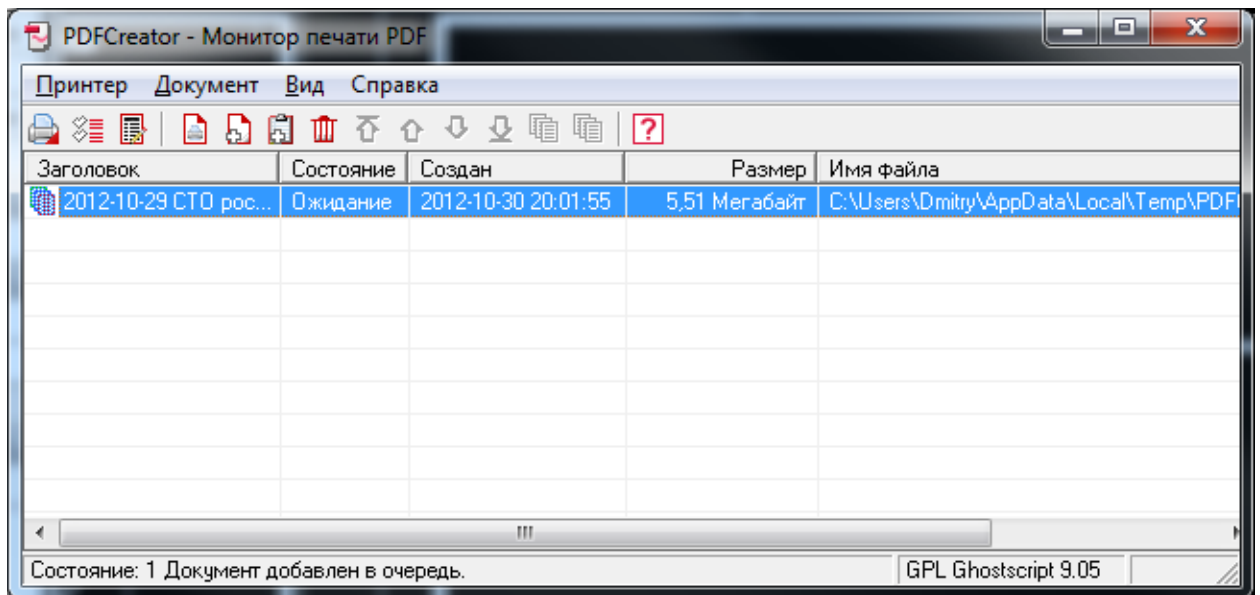 PDFCreator - Монитор печати PDF
Принтер Документ Вид Справка
Заголовок Состояние Создан Размер Имя файла
2012-10-29 СТО рос... Ожидание 2012-10-30 20:01:55 5,51 Мегабайт C:\Users\Dmitry\AppData\Local\Temp\PDF
Состояние: 1 Документ добавлен в очередь. GPL Ghostscript 9.05